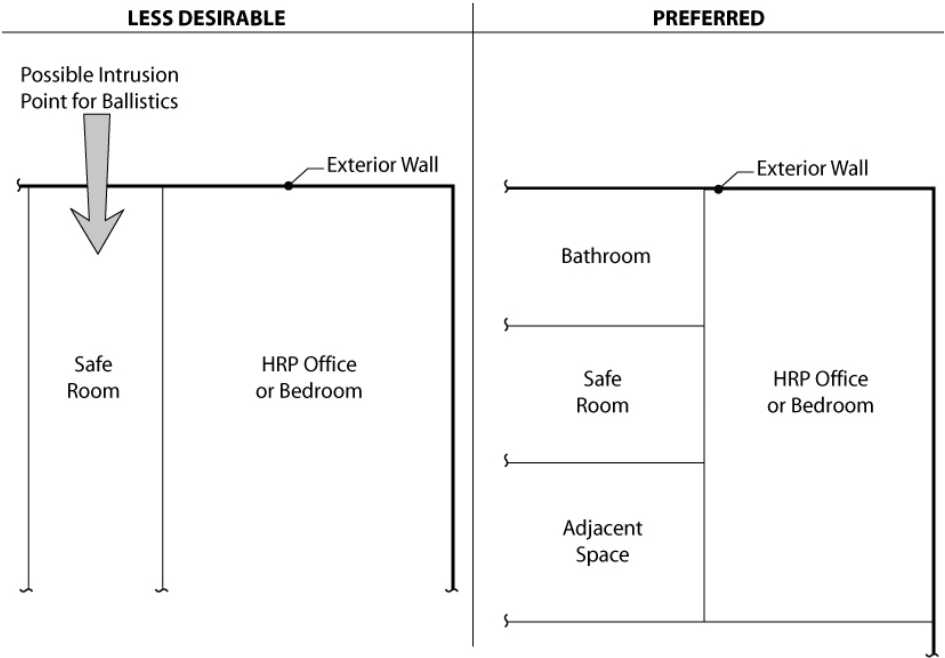 LESS DESIRABLE
Possible Intrusion
Point for Ballistics
Exterior Wall
Safe
Room
HRP Office
or Bedroom
PREFERRED
Exterior Wall
Bathroom
Safe
Room
HRP Office
or Bedroom
Adjacent
Space